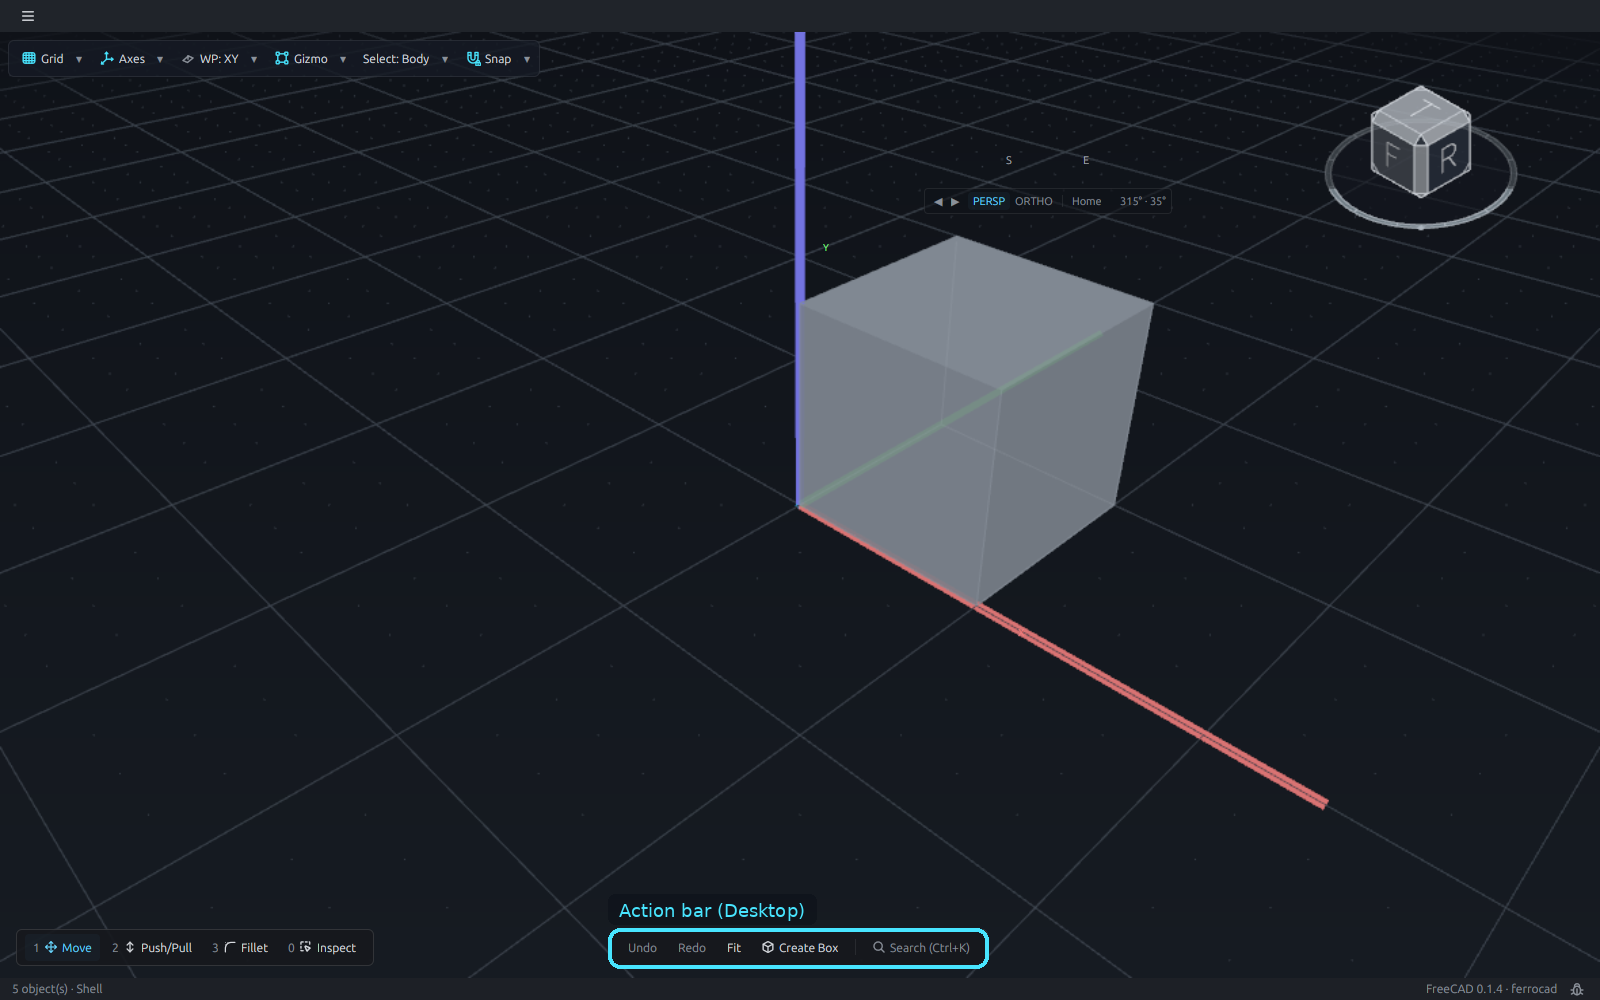 Grid Axes WP: XY Gizmo Select: Body Snap
T
F R
S E
PERSP ORTHO Home 315° · 35°
Y
Action bar (Desktop)
1 Move 2 Push/Pull 3 Fillet 0 Inspect
Undo Redo Fit Create Box Search (Ctrl+K)
5 object(s) · Shell
FreeCAD 0.1.4 · ferrocad